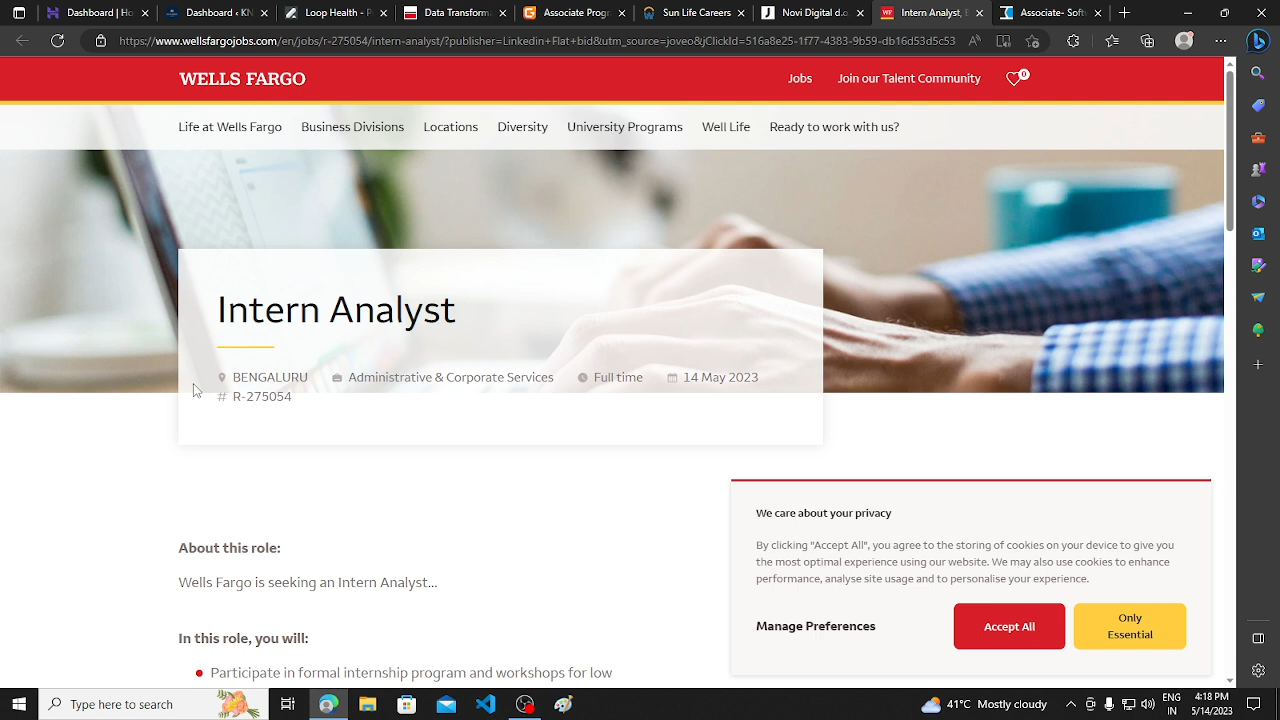 Dashboard | Ho
Explore | KNI
Data Transform
Associate Progr
Sun Life Careers
Novi Digital c
Intern Analyst, B
Associate Soft
https://www.wellsfargojobs.com/en/jobs/r-275054/intern-analyst/?publisher=Linkedin+Flat+bid&utm_source=joveo&jClickId=516a8e25-1f77-4383-9b59-db16d53d5c53
WELLS FARGO
Jobs
Join our Talent Community
0
Life at Wells Fargo
Business Divisions
Locations
Diversity
University Programs
Well Life
Ready to work with us?
Intern Analyst
BENGALURU
Administrative & Corporate Services
Full time
14 May 2023
# R-275054
About this role:
Wells Fargo is seeking an Intern Analyst...
In this role, you will:
Participate in formal internship program and workshops for low
We care about your privacy
By clicking "Accept All", you agree to the storing of cookies on your device to give you
the most optimal experience using our website. We may also use cookies to enhance
performance, analyse site usage and to personalise your experience.
Manage Preferences
Accept All
Only
Essential
Type here to search
41°C Mostly cloudy
ENG
IN
4:18 PM
5/14/2023